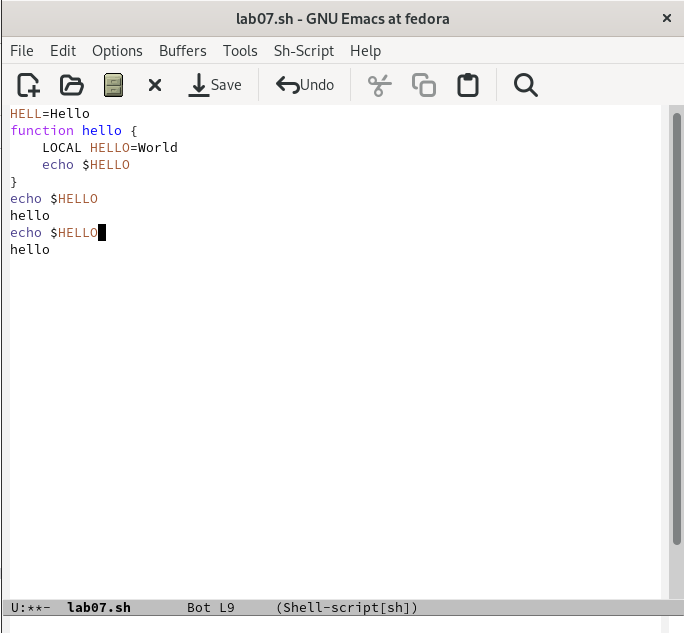 lab07.sh - GNU Emacs at fedora
File Edit Options Buffers Tools Sh-Script Help
Save Undo
HELL=Hello
function hello {
    LOCAL HELLO=World
    echo $HELLO
}
echo $HELLO
hello
echo $HELLO
hello
U:**- lab07.sh Bot L9 (Shell-script[sh])